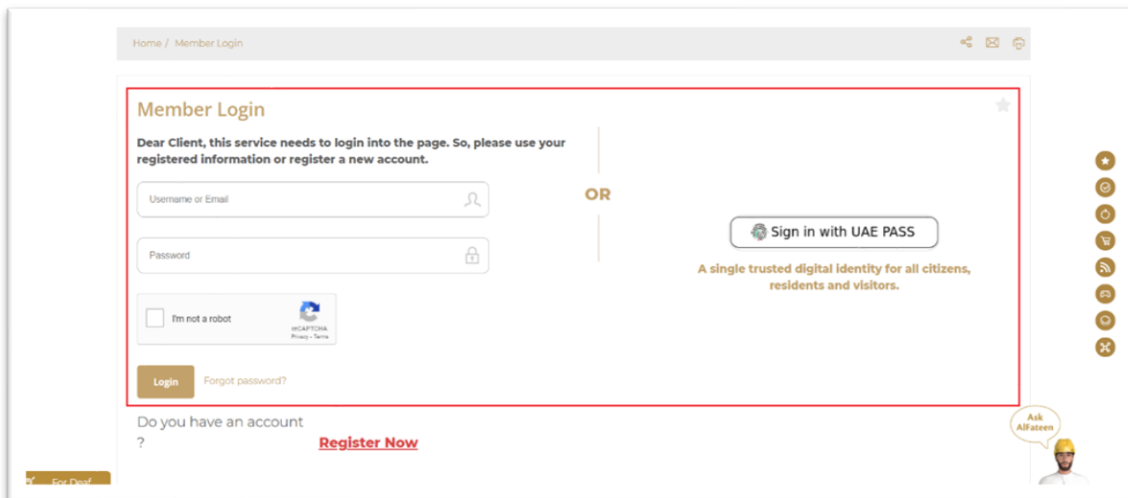 Home / Member Login
Member Login
Dear Client, this service needs to login into the page. So, please use your
registered information or register a new account.
Username or Email
Password
I'm not a robot
reCAPTCHA
Privacy - Terms
Login
Forgot password?
OR
Sign in with UAE PASS
A single trusted digital identity for all citizens,
residents and visitors.
Do you have an account
?
Register Now
Ask
AlFateen
For Deaf